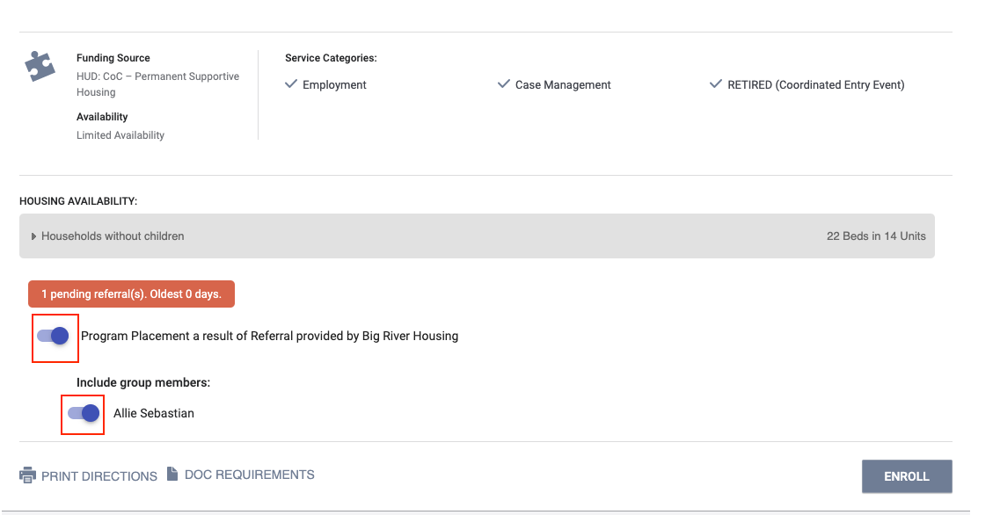 Funding Source
HUD: CoC – Permanent Supportive
Housing
Availability
Limited Availability
Service Categories:
Employment
Case Management
RETIRED (Coordinated Entry Event)
HOUSING AVAILABILITY:
Households without children
22 Beds in 14 Units
1 pending referral(s). Oldest 0 days.
Program Placement a result of Referral provided by Big River Housing
Include group members:
Allie Sebastian
PRINT DIRECTIONS
DOC REQUIREMENTS
ENROLL